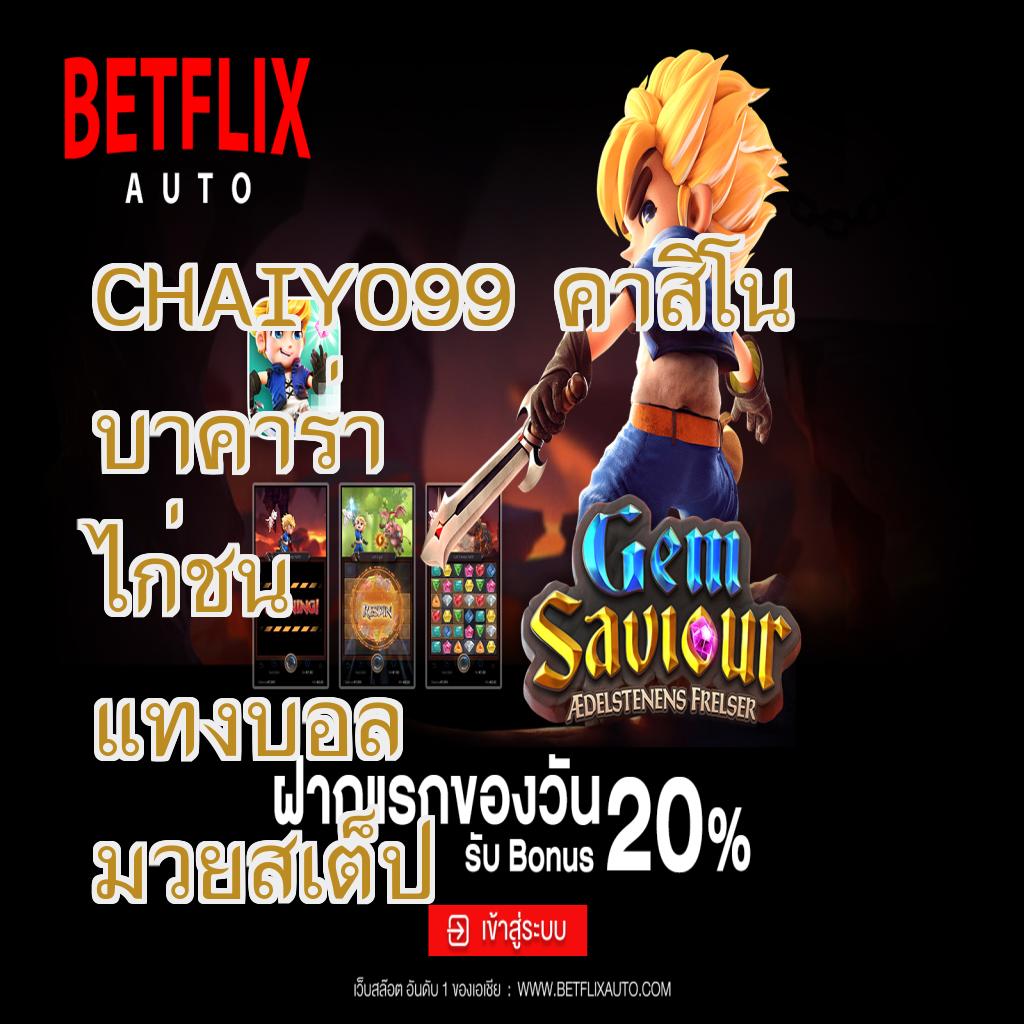 BETFLIX
AUTO
CHAIYO99 คาสิโน
บาคาร่า
ไก่ชน
แทงบอล
มวยสเต็ป
Gem
Saviour
ÆDELSTENENS FRELSER
ฝากแรกของวัน
รับ Bonus 20%
เข้าสู่ระบบ
เว็บสล๊อต อันดับ 1 ของเอเชีย : WWW.BETFLIXAUTO.COM